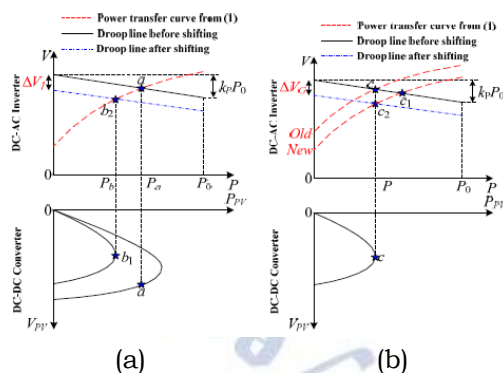 Power transfer curve from (1)
Droop line before shifting
Droop line after shifting
V
ΔV1
a
kPP0
b2
DC-AC Inverter
0
Pb
Pa
P0
P
PPV
0
DC-DC Converter
b1
a
VPV
(a)
Power transfer curve from (1)
Droop line before shifting
Droop line after shifting
V
ΔVG
c
c1
kPP0
c2
Old
New
DC-AC Inverter
0
P
P0
P
PPV
0
DC-DC Converter
c
VPV
(b)